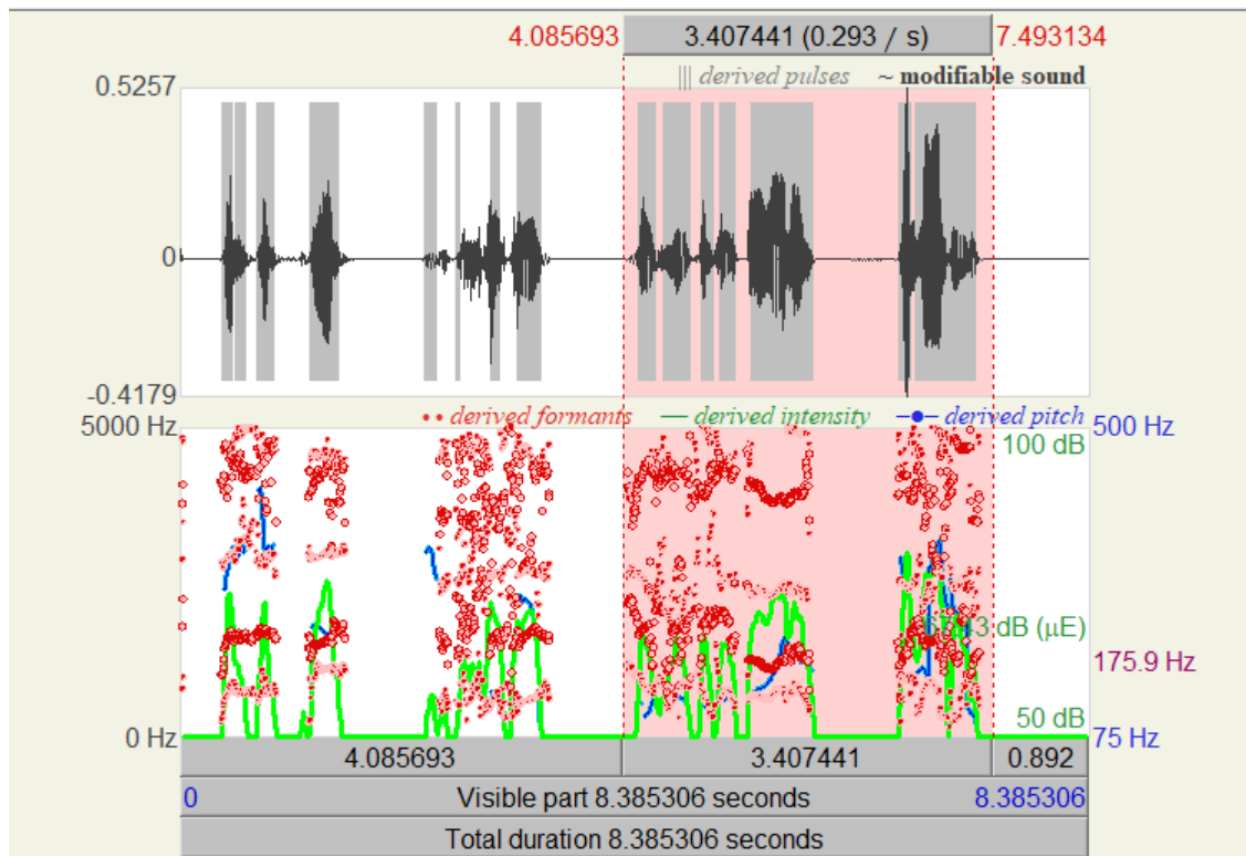 4.085693 3.407441 (0.293 / s) 7.493134
||| derived pulses ~ modifiable sound
0.5257
0
-0.4179
•• derived formants — derived intensity –●– derived pitch
5000 Hz 500 Hz
100 dB
dB (µE)
175.9 Hz
50 dB
0 Hz 75 Hz
4.085693 3.407441 0.892
0 Visible part 8.385306 seconds 8.385306
Total duration 8.385306 seconds